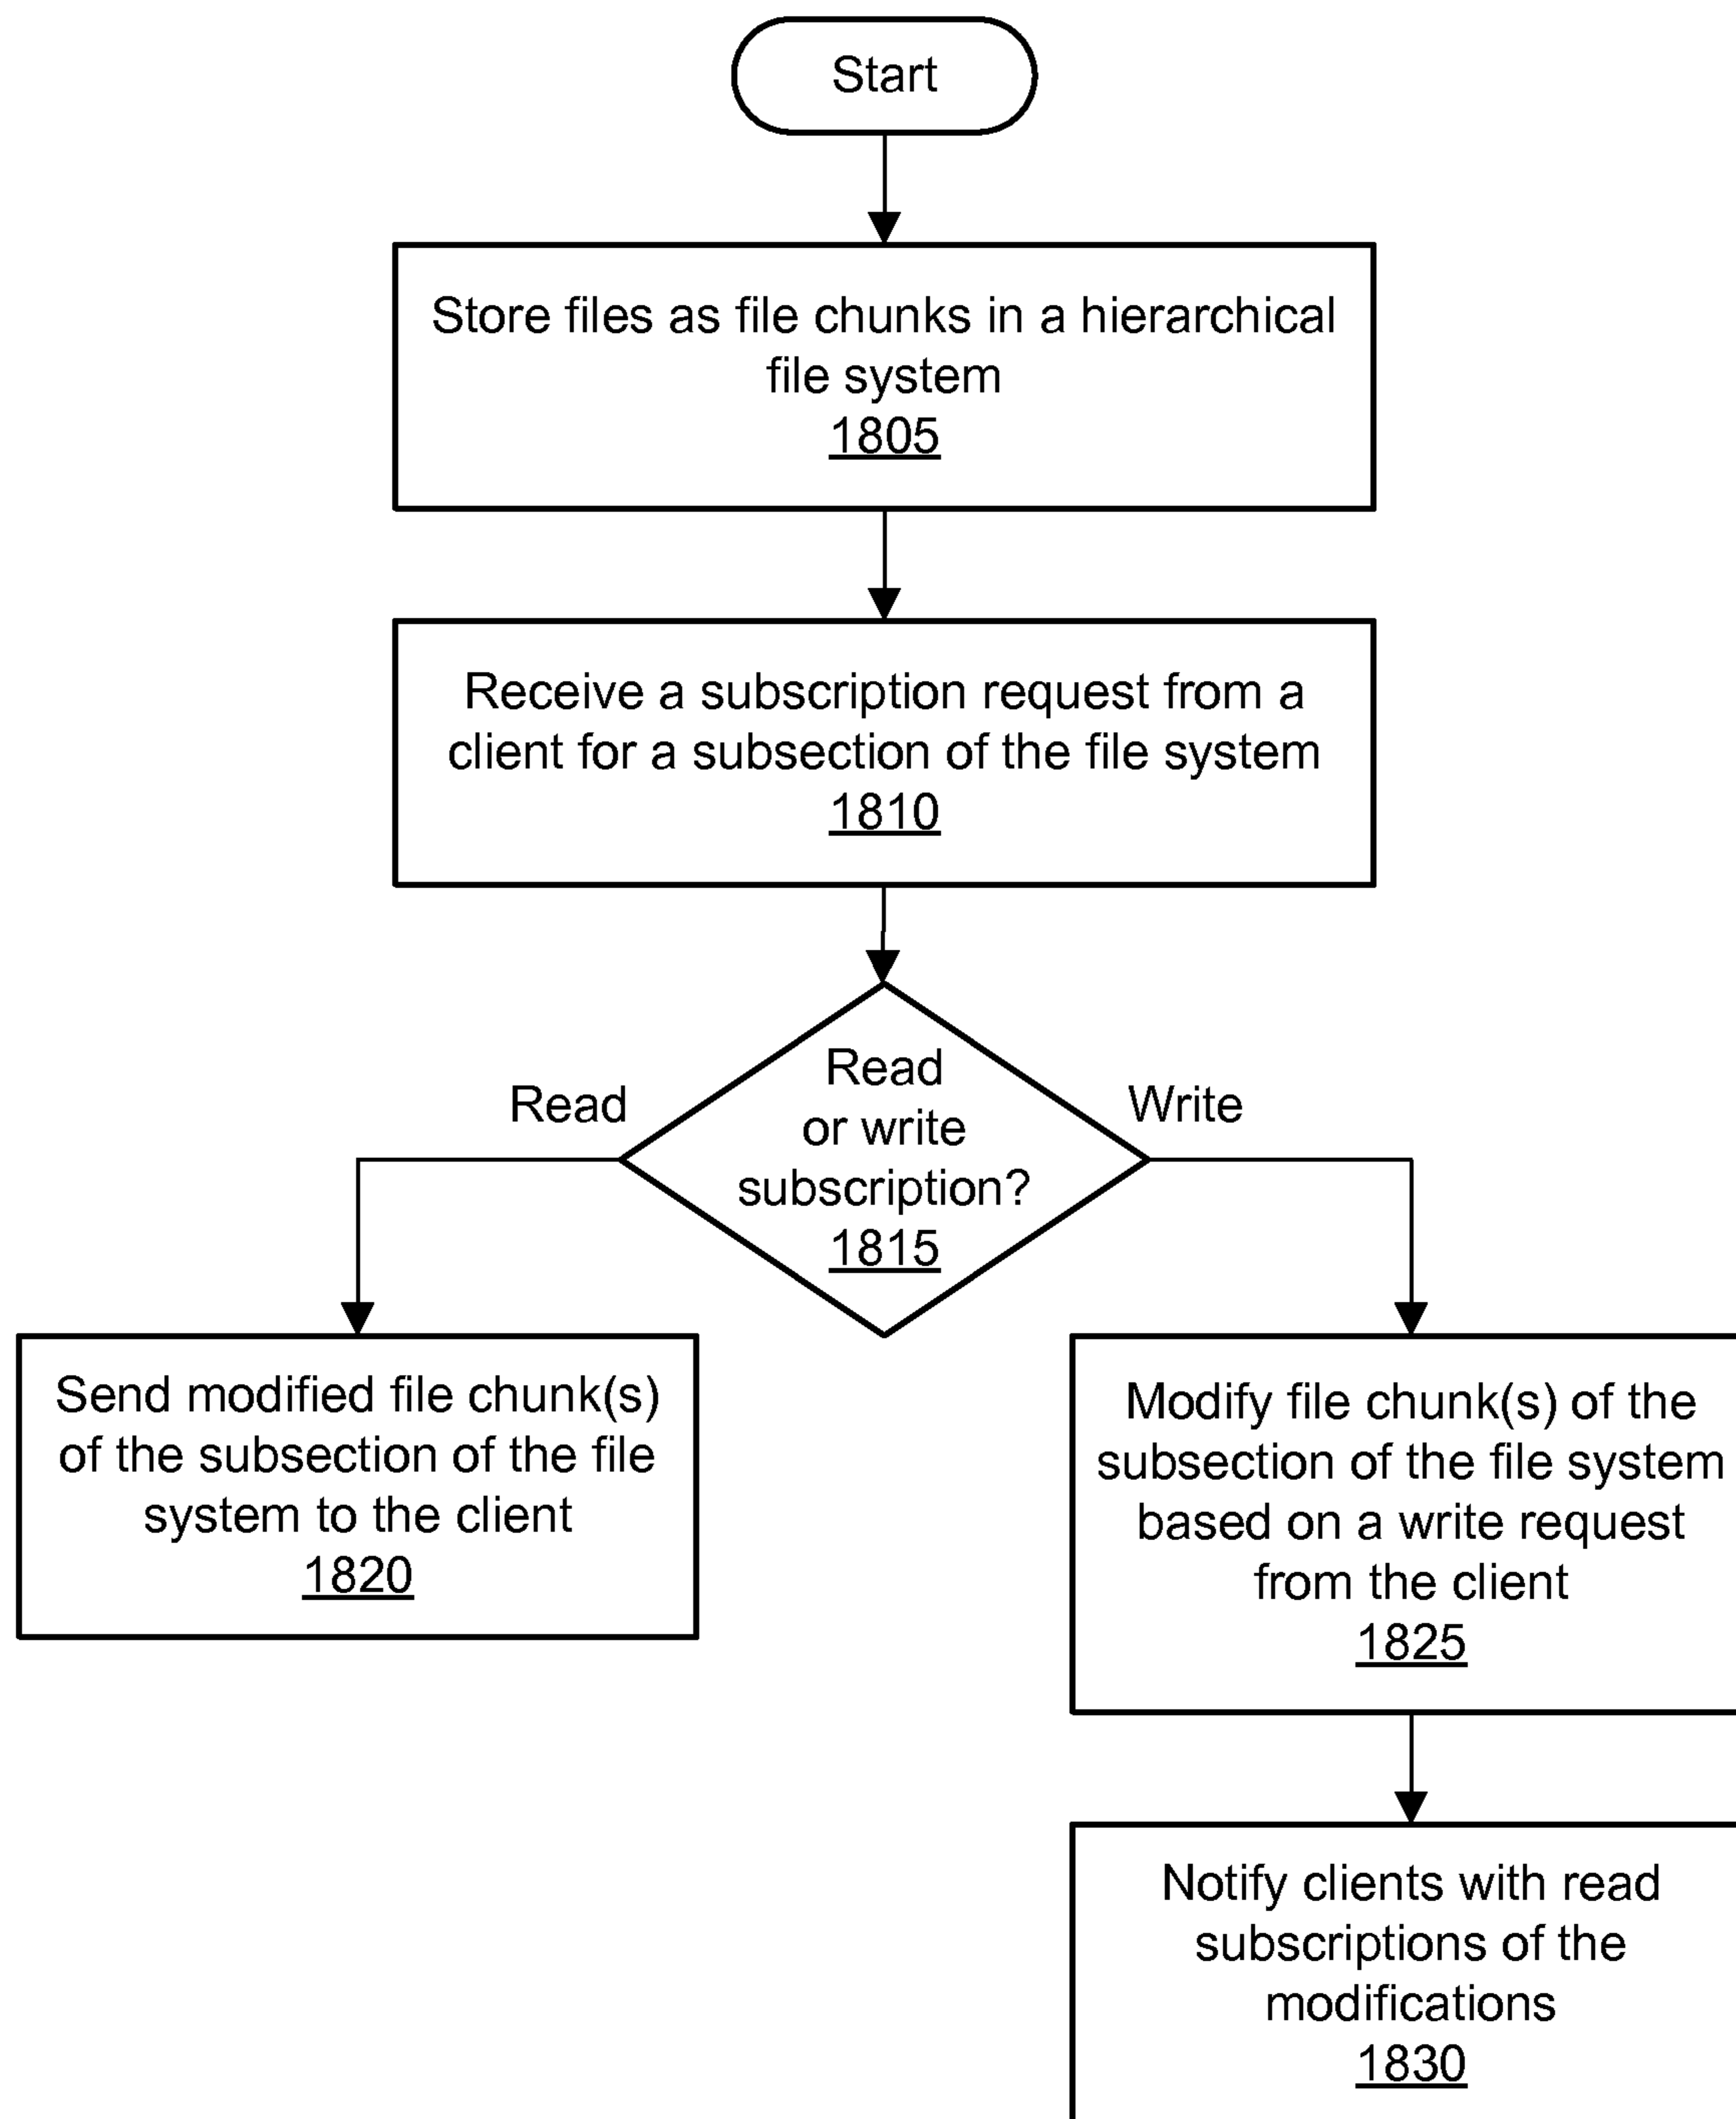 Start
Store files as file chunks in a hierarchical
file system
1805
Receive a subscription request from a
client for a subsection of the file system
1810
Read
or write
subscription?
1815
Read
Write
Send modified file chunk(s)
of the subsection of the file
system to the client
1820
Modify file chunk(s) of the
subsection of the file system
based on a write request
from the client
1825
Notify clients with read
subscriptions of the
modifications
1830